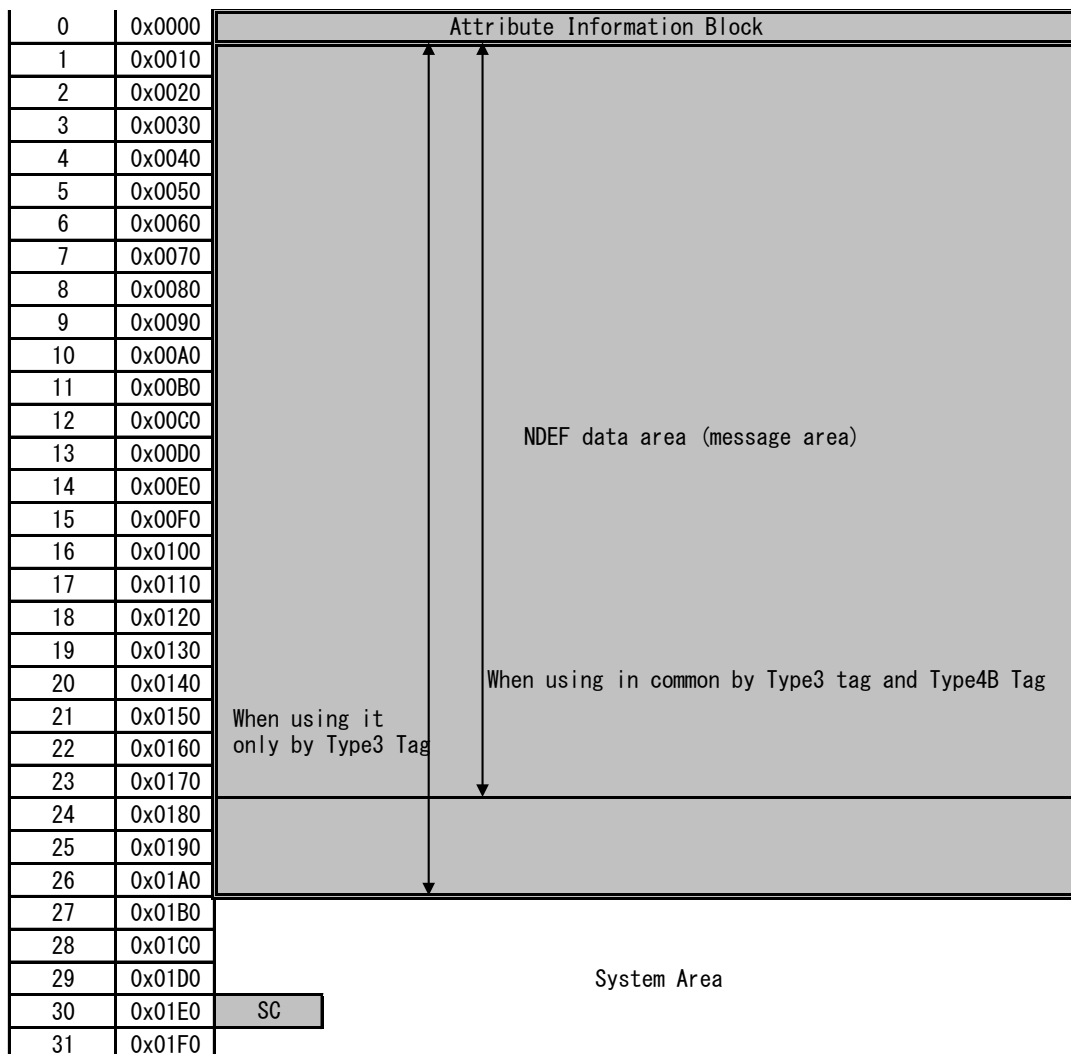 0 0x0000 Attribute Information Block
1 0x0010
2 0x0020
3 0x0030
4 0x0040
5 0x0050
6 0x0060
7 0x0070
8 0x0080
9 0x0090
10 0x00A0
11 0x00B0
12 0x00C0
NDEF data area (message area)
13 0x00D0
14 0x00E0
15 0x00F0
16 0x0100
17 0x0110
18 0x0120
19 0x0130
20 0x0140 When using in common by Type3 tag and Type4B Tag
21 0x0150 When using it
22 0x0160 only by Type3 Tag
23 0x0170
24 0x0180
25 0x0190
26 0x01A0
27 0x01B0
28 0x01C0
29 0x01D0 System Area
30 0x01E0 SC
31 0x01F0